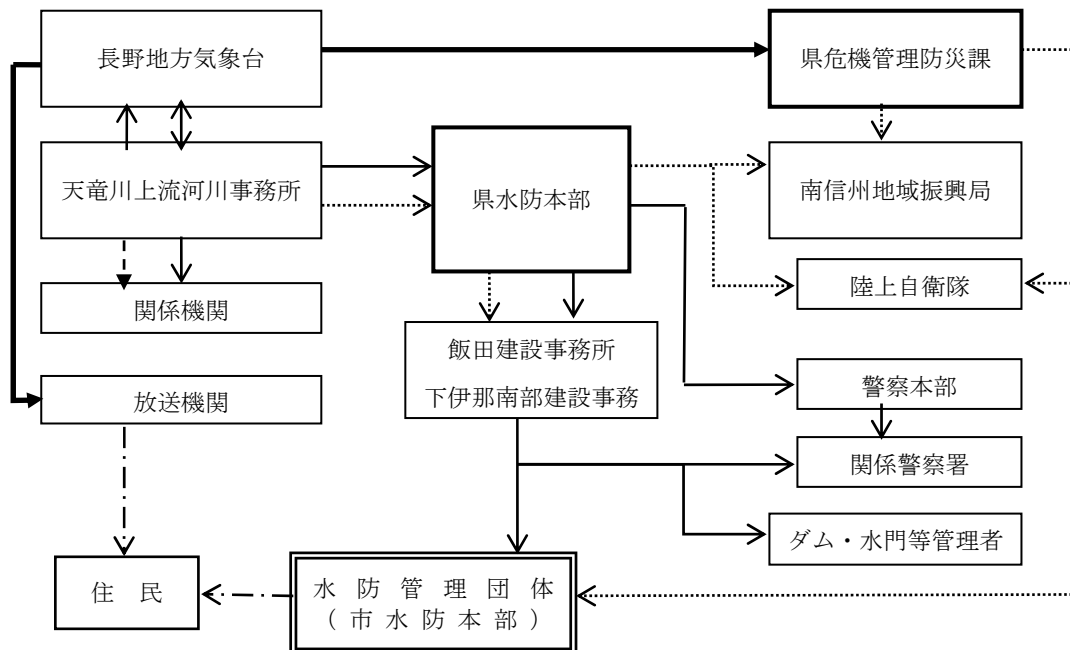 長野地方気象台
県危機管理防災課
天竜川上流河川事務所
県水防本部
南信州地域振興局
陸上自衛隊
関係機関
飯田建設事務所
下伊那南部建設事務
放送機関
警察本部
関係警察署
ダム・水門等管理者
住 民
水 防 管 理 団 体
( 市 水 防 本 部 )